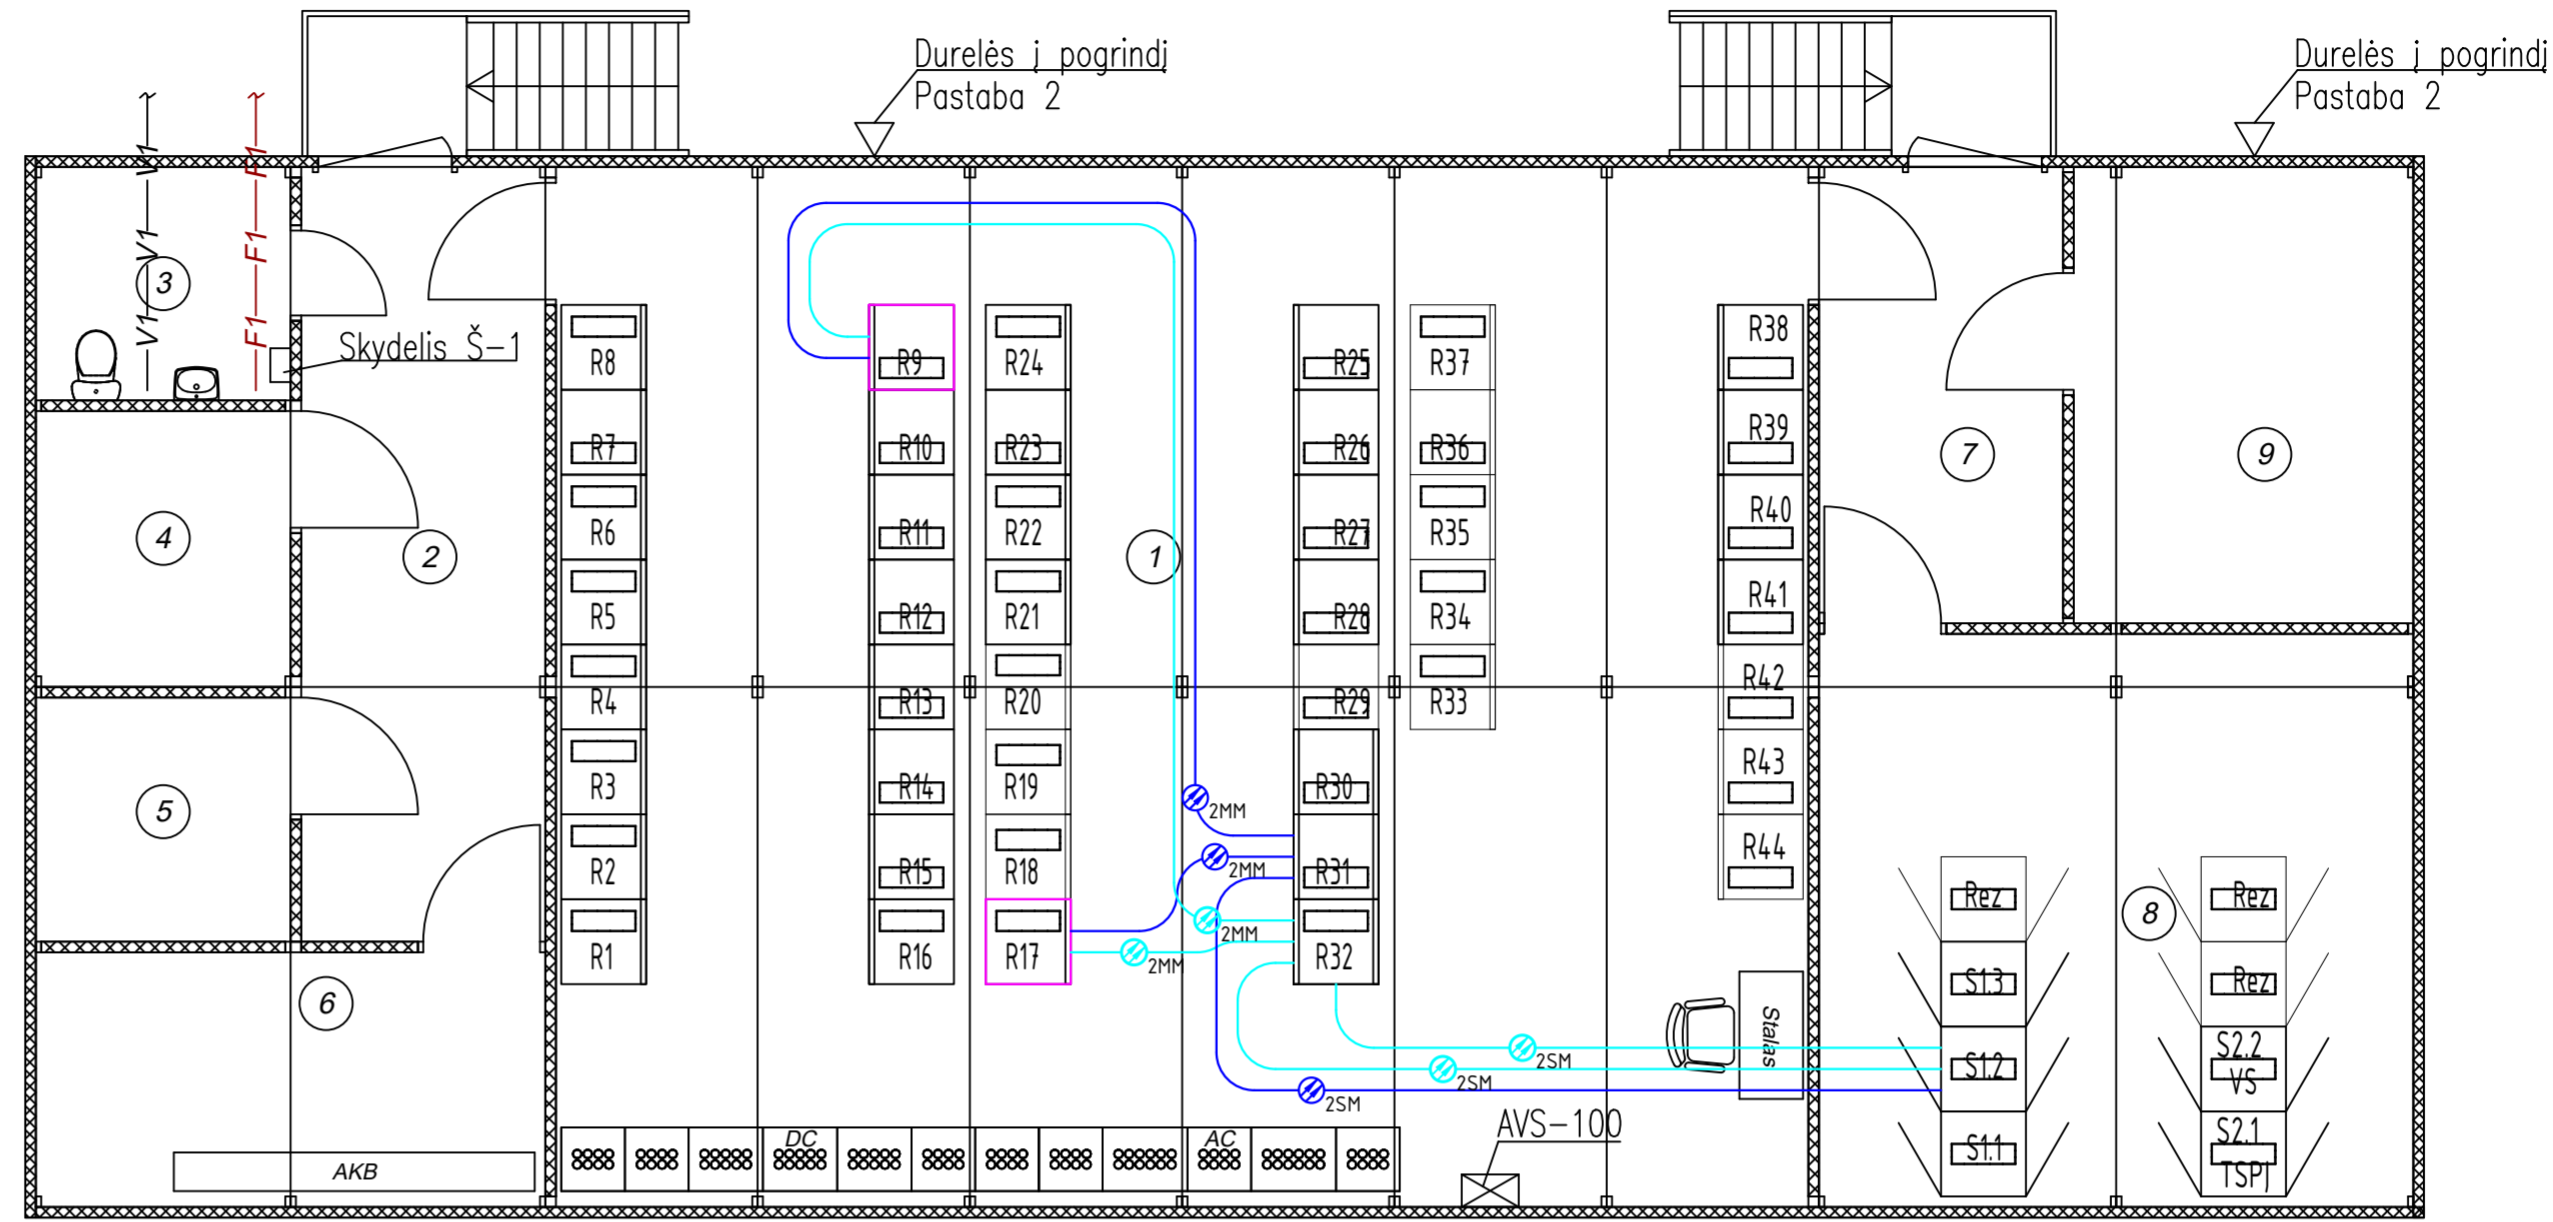 Durelės į pogrindį
Pastaba 2
Durelės į pogrindį
Pastaba 2
V1 V1 V1
F1 F1 F1
Skydelis Š-1
3
4
2
5
6
1
7
9
8
R8
R7
R6
R5
R4
R3
R2
R1
R9
R10
R11
R12
R13
R14
R15
R16
R24
R23
R22
R21
R20
R19
R18
R17
R25
R26
R27
R28
R29
R30
R31
R32
R37
R36
R35
R34
R33
R38
R39
R40
R41
R42
R43
R44
2MM
2MM
2MM
2MM
2SM
2SM
2SM
Stalas
AVS-100
AKB
DC
AC
Rez
S1.3
S1.2
S1.1
Rez
Rez
S2.2
VS
S2.1
TSPĮ